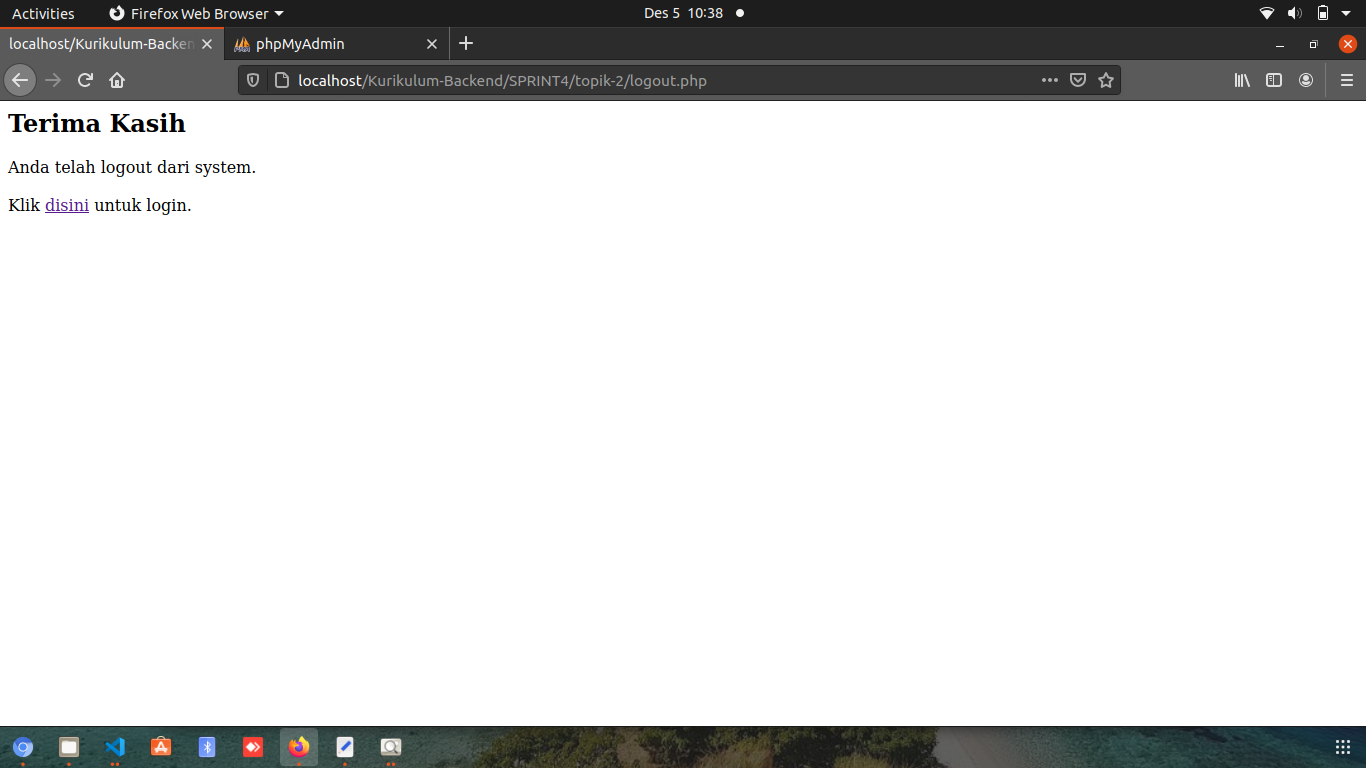 Activities Firefox Web Browser Des 5 10:38
localhost/Kurikulum-Backen phpMyAdmin
localhost/Kurikulum-Backend/SPRINT4/topik-2/logout.php
Terima Kasih
Anda telah logout dari system.
Klik disini untuk login.